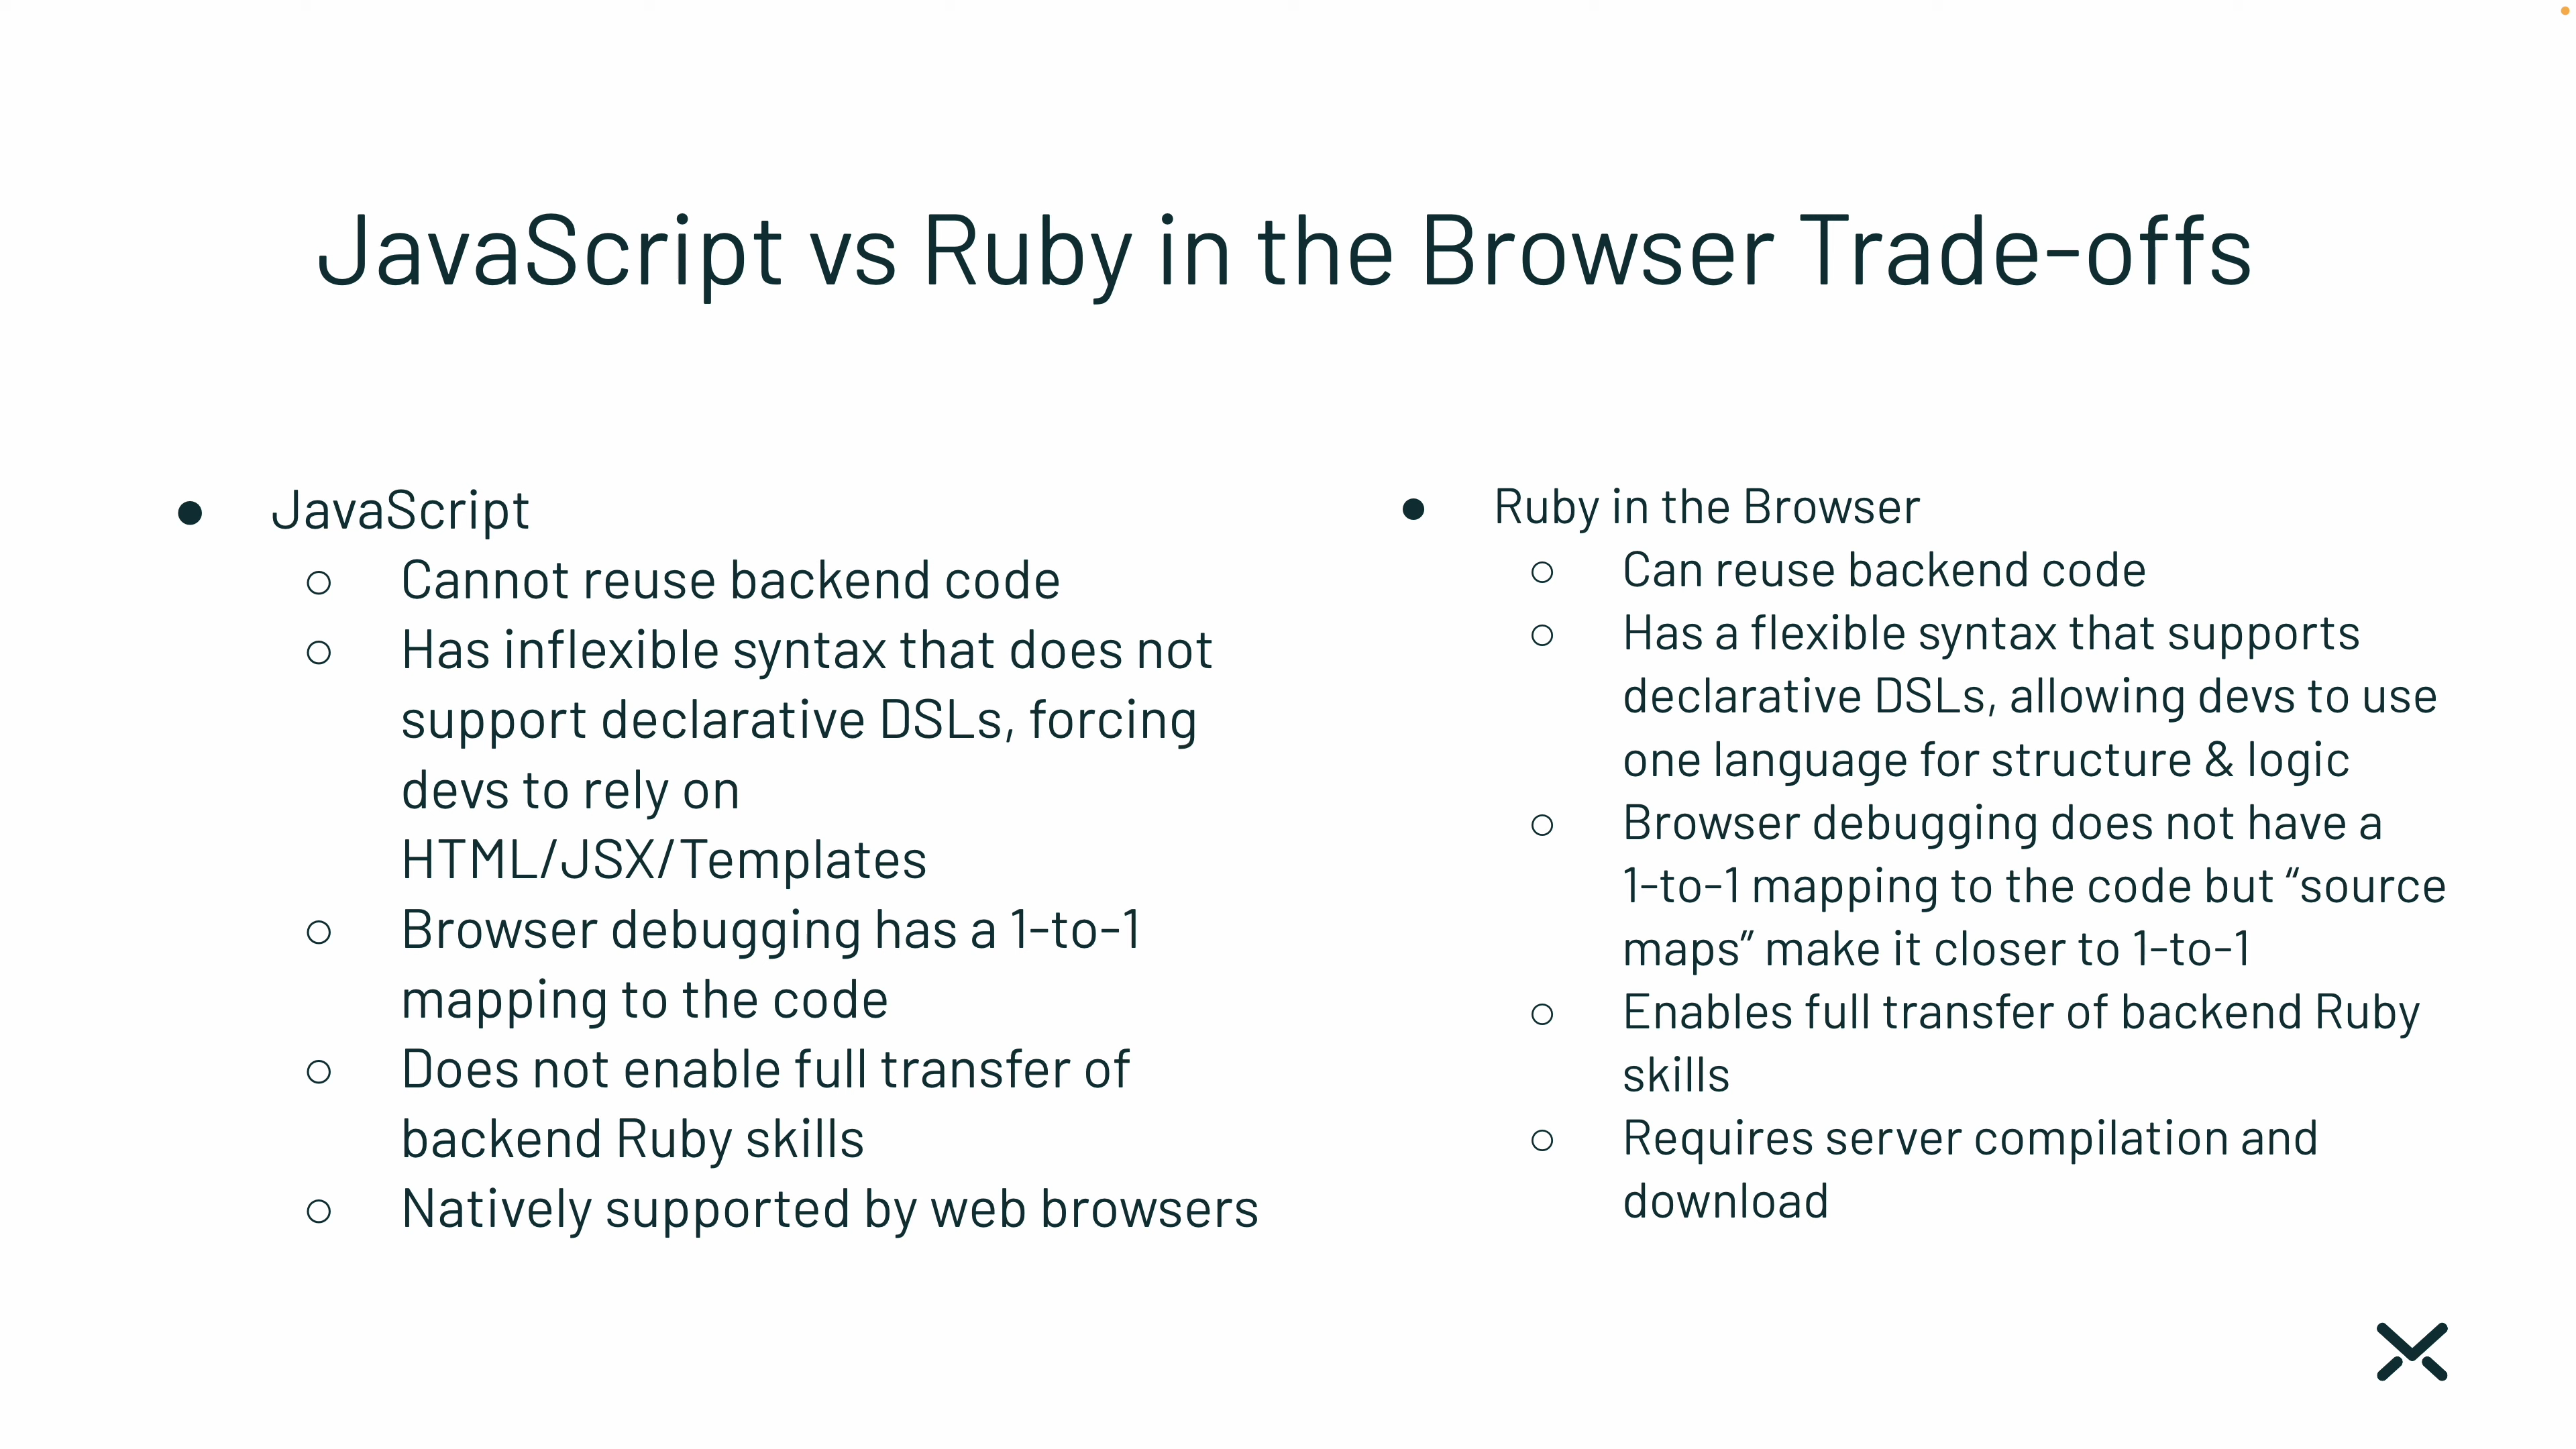 JavaScript vs Ruby in the Browser Trade-offs
● JavaScript
○ Cannot reuse backend code
○ Has inflexible syntax that does not
support declarative DSLs, forcing
devs to rely on
HTML/JSX/Templates
○ Browser debugging has a 1-to-1
mapping to the code
○ Does not enable full transfer of
backend Ruby skills
○ Natively supported by web browsers
● Ruby in the Browser
○ Can reuse backend code
○ Has a flexible syntax that supports
declarative DSLs, allowing devs to use
one language for structure & logic
○ Browser debugging does not have a
1-to-1 mapping to the code but “source
maps” make it closer to 1-to-1
○ Enables full transfer of backend Ruby
skills
○ Requires server compilation and
download